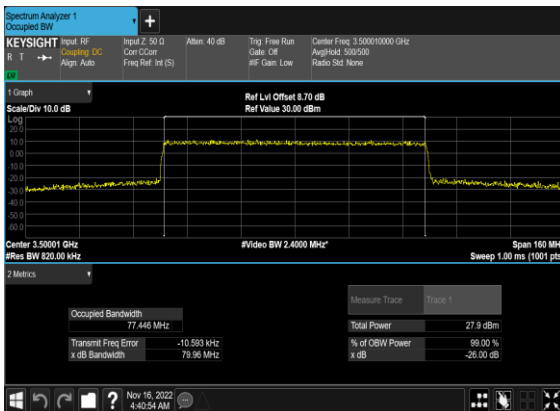 Spectrum Analyzer 1
Occupied BW
KEYSIGHT
R T
LV
Input: RF
Coupling: DC
Align: Auto
Input Z: 50 Ω
Corr CCorr
Freq Ref: Int (S)
Atten: 40 dB
Trig: Free Run
Gate: Off
#IF Gain: Low
Center Freq: 3.500010000 GHz
Avg|Hold: 500/500
Radio Std: None
1 Graph
Scale/Div 10.0 dB
Ref Lvl Offset 8.70 dB
Ref Value 30.00 dBm
Log
20.0
10.0
0.00
-10.0
-20.0
-30.0
-40.0
-50.0
-60.0
Center 3.50001 GHz
#Res BW 820.00 kHz
#Video BW 2.4000 MHz*
Span 160 MH
Sweep 1.00 ms (1001 pts
2 Metrics
Measure Trace Trace 1
Occupied Bandwidth
77.446 MHz
Total Power 27.9 dBm
Transmit Freq Error -10.593 kHz
x dB Bandwidth 79.96 MHz
% of OBW Power 99.00 %
x dB -26.00 dB
Nov 16, 2022
4:40:54 AM